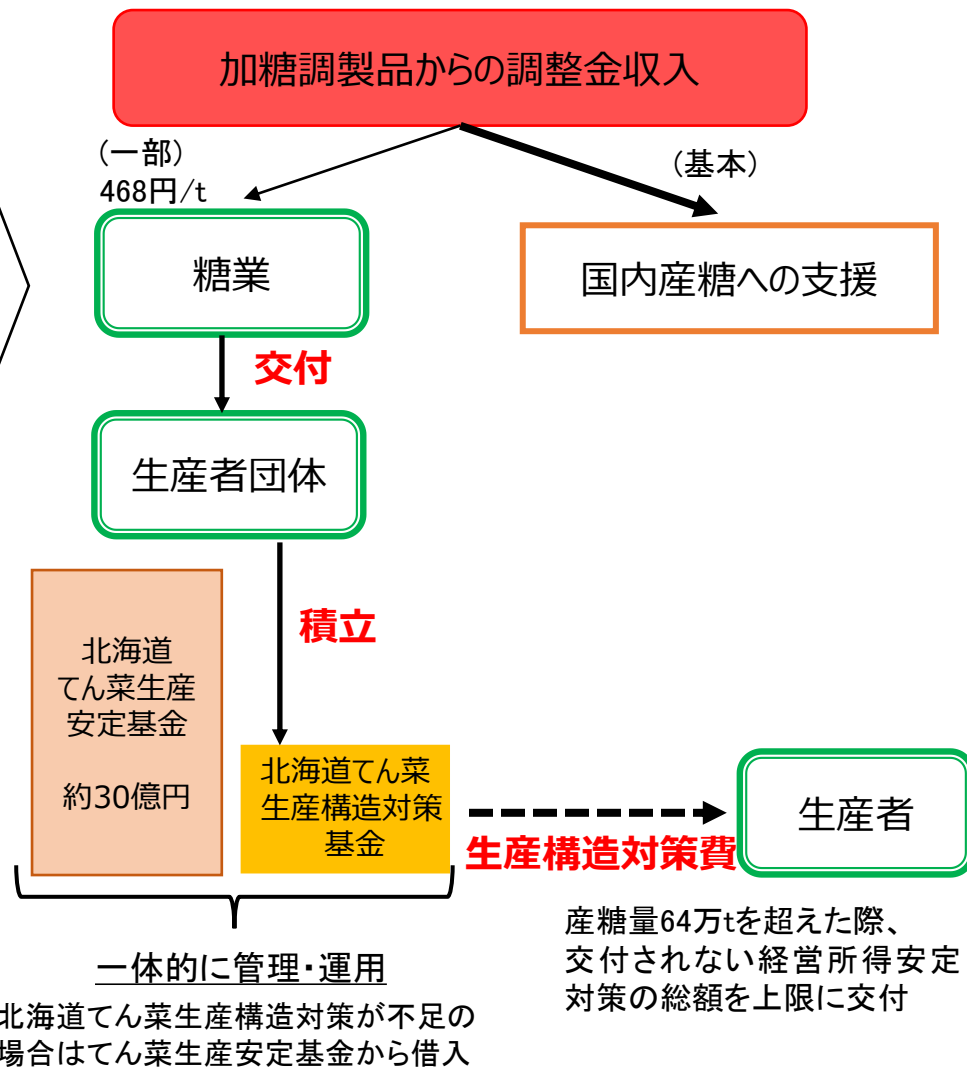 加糖調製品からの調整金収入
(一部)
468円/t
(基本)
糖業
国内産糖への支援
交付
生産者団体
積立
北海道
てん菜生産
安定基金
約30億円
北海道てん菜
生産構造対策
基金
生産構造対策費
生産者
産糖量64万tを超えた際、
交付されない経営所得安定
対策の総額を上限に交付
一体的に管理・運用
北海道てん菜生産構造対策が不足の
場合はてん菜生産安定基金から借入